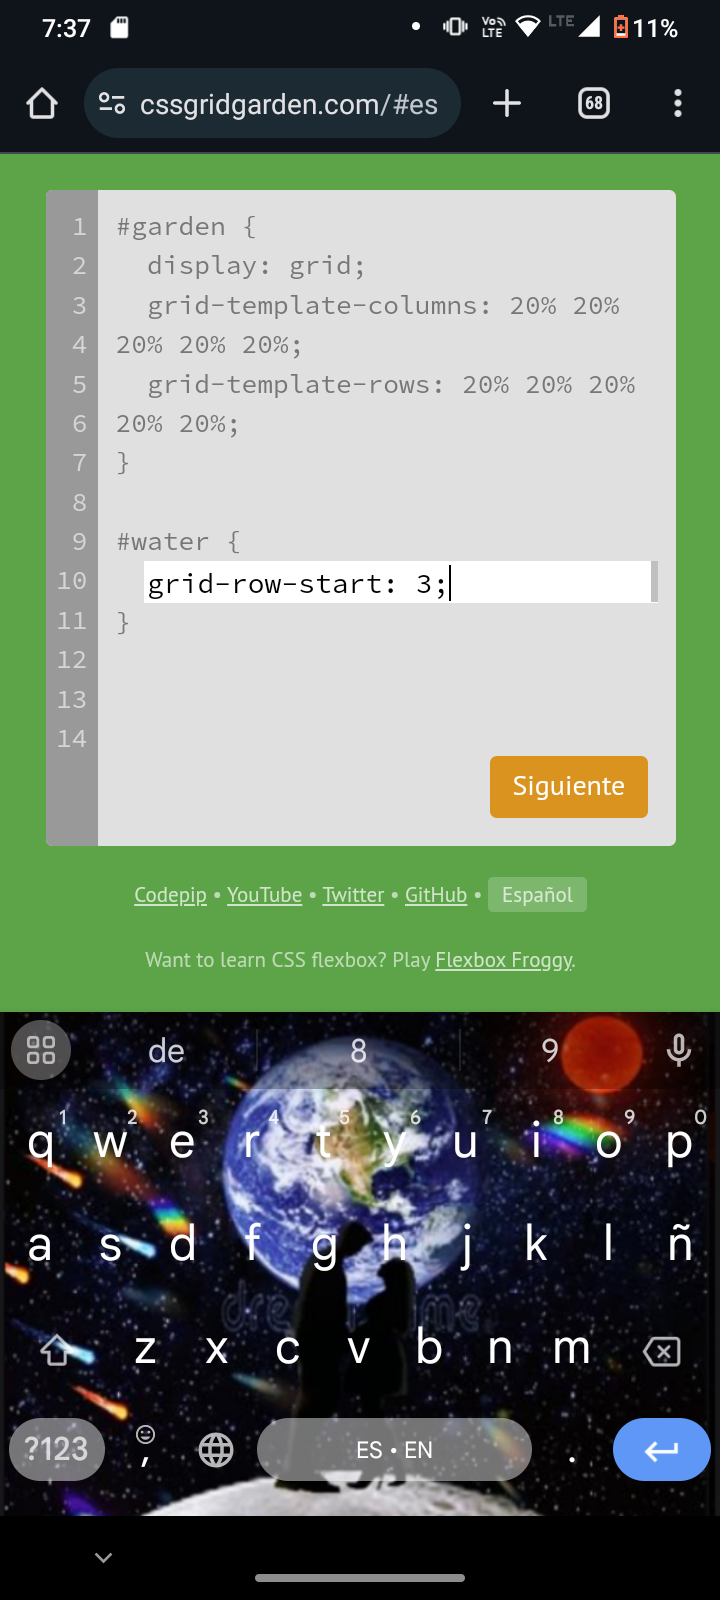 7:37 Vo LTE LTE 11%
cssgridgarden.com/#es 68
1 #garden {
2 display: grid;
3 grid-template-columns: 20% 20%
4 20% 20% 20%;
5 grid-template-rows: 20% 20% 20%
6 20% 20%;
7 }
8
9 #water {
10 grid-row-start: 3;
11 }
12
13
14
Siguiente
Codepip • YouTube • Twitter • GitHub • Español
Want to learn CSS flexbox? Play Flexbox Froggy.
de 8 9
1 2 3 4 5 6 7 8 9 0
q w e r t y u i o p
a s d f g h j k l ñ
z x c v b n m
?123 , ES • EN .